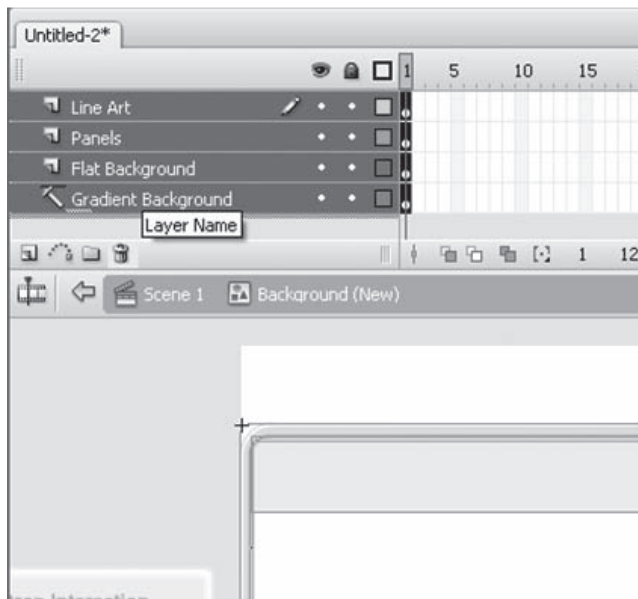 Untitled-2*
1 5 10 15
Line Art
Panels
Flat Background
Gradient Background
Layer Name
1 12
Scene 1 Background (New)